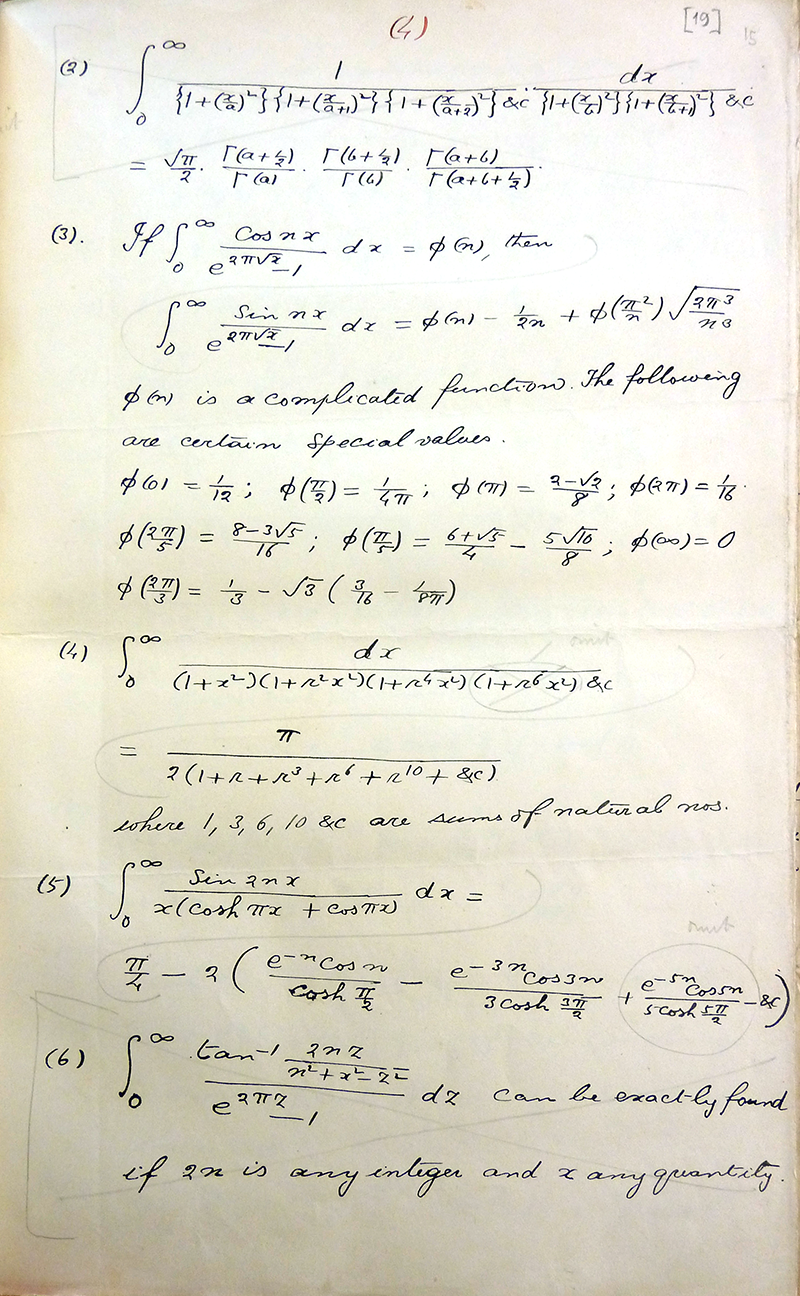 (4) [19] 15
(2) ∫₀^∞ 1/({1+(x/a)²}{1+(x/(a+1))²}{1+(x/(a+2))²} &c) · dx/({1+(x/b)²}{1+(x/(b+1))²} &c)
= √π/2 · Γ(a+½)/Γ(a) · Γ(b+½)/Γ(b) · Γ(a+b)/Γ(a+b+½).
(3). If ∫₀^∞ Cos nx/(e^(2π√x) − 1) dx = φ(n), then
∫₀^∞ Sin nx/(e^(2π√x) − 1) dx = φ(n) − 1/2n + φ(π²/n) √(2π³/n³)
φ(n) is a complicated function. The following
are certain special values.
φ(0) = 1/12; φ(π/2) = 1/4π; φ(π) = (2−√2)/8; φ(2π) = 1/16.
φ(2π/5) = (8−3√5)/16; φ(π/5) = (6+√5)/4 − 5√10/8; φ(∞) = 0
φ(2π/3) = 1/3 − √3 (3/16 − 1/8π)
omit
(4) ∫₀^∞ dx/((1+x²)(1+r²x²)(1+r⁴x²)(1+r⁶x²) &c)
= π/(2(1+r+r³+r⁶+r¹⁰+&c))
where 1, 3, 6, 10 &c are sums of natural nos.
(5) ∫₀^∞ Sin 2nx/(x(cosh πx + cos πx)) dx =
omit
π/4 − 2 ( e^(−n) Cos n/(cosh π/2) − e^(−3n) Cos 3n/(3 cosh 3π/2) + e^(−5n) Cos 5n/(5 cosh 5π/2) − &c )
(6) ∫₀^∞ tan⁻¹ (2nz/(n²+x²−z²))/(e^(2πz) − 1) dz can be exactly found
if 2n is any integer and x any quantity.